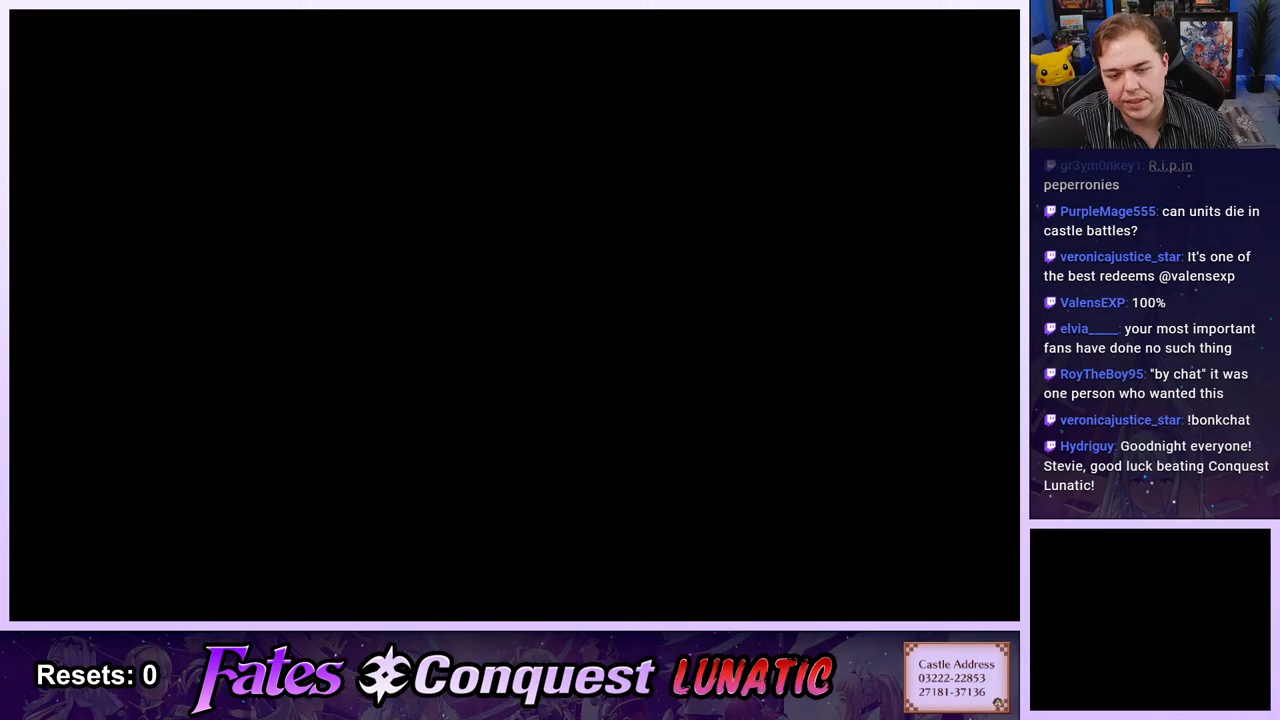 gr3ym0nkey1: R.i.p.in
peperronies
PurpleMage555: can units die in
castle battles?
veronicajustice_star: It's one of
the best redeems @valensexp
ValensEXP: 100%
elvia_____: your most important
fans have done no such thing
RoyTheBoy95: "by chat" it was
one person who wanted this
veronicajustice_star: !bonkchat
Hydriguy: Goodnight everyone!
Stevie, good luck beating Conquest
Lunatic!
Resets: 0
Fates Conquest LUNATIC
Castle Address
03222-22853
27181-37136